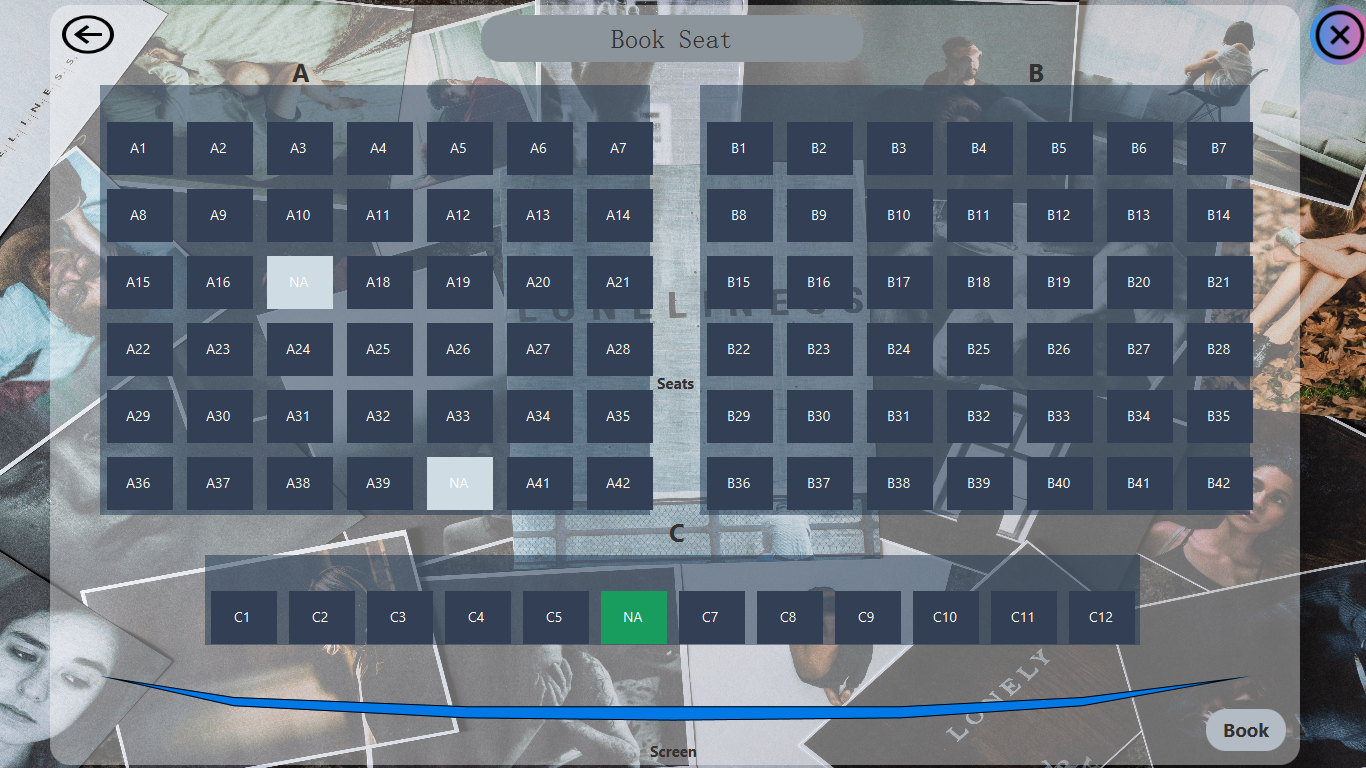 Book Seat
A B
A1 A2 A3 A4 A5 A6 A7 B1 B2 B3 B4 B5 B6 B7
A8 A9 A10 A11 A12 A13 A14 B8 B9 B10 B11 B12 B13 B14
A15 A16 NA A18 A19 A20 A21 B15 B16 B17 B18 B19 B20 B21
LONELINESS
A22 A23 A24 A25 A26 A27 A28 B22 B23 B24 B25 B26 B27 B28
Seats
A29 A30 A31 A32 A33 A34 A35 B29 B30 B31 B32 B33 B34 B35
A36 A37 A38 A39 NA A41 A42 B36 B37 B38 B39 B40 B41 B42
C
C1 C2 C3 C4 C5 NA C7 C8 C9 C10 C11 C12
LONELY
Book
Screen